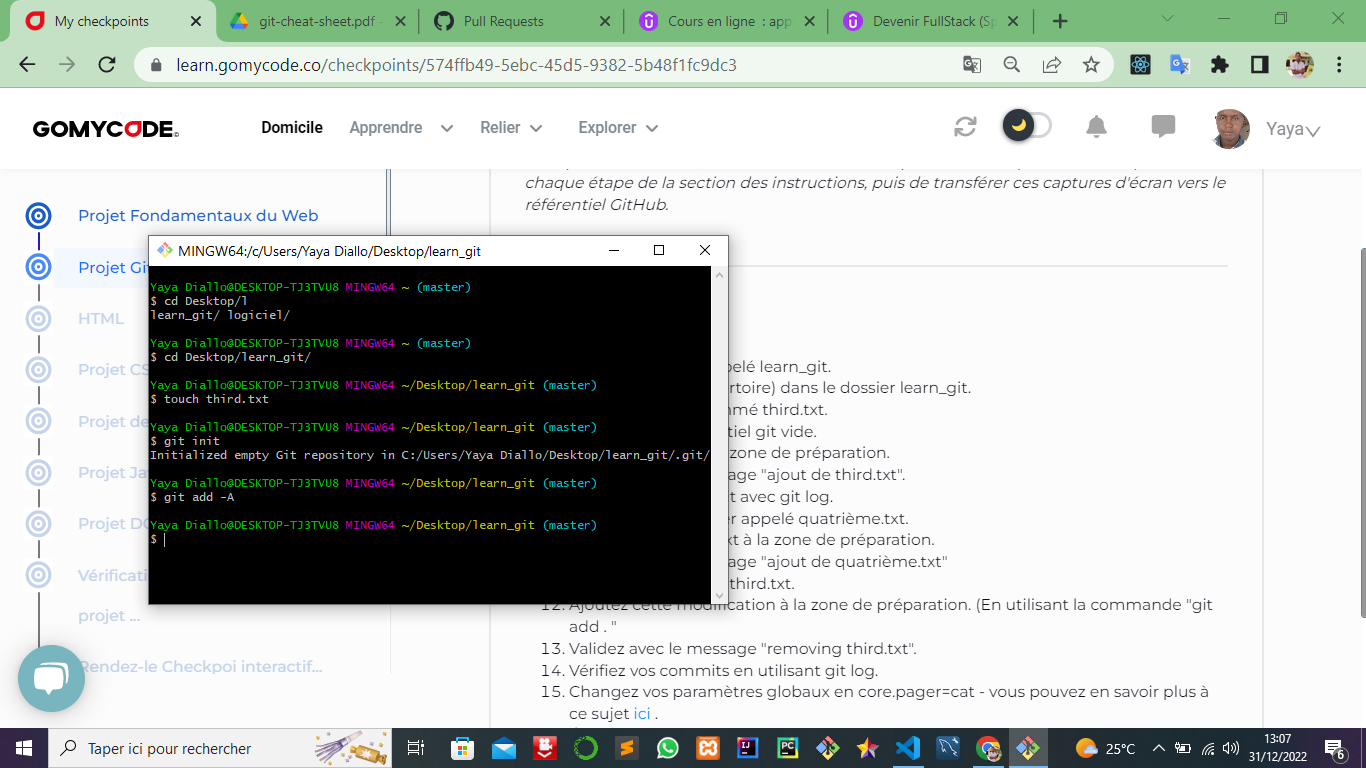 My checkpoints
git-cheat-sheet.pdf -
Pull Requests
Cours en ligne : app
Devenir FullStack (Sp
learn.gomycode.co/checkpoints/574ffb49-5ebc-45d5-9382-5b48f1fc9dc3
GOMYCODE
Domicile
Apprendre
Relier
Explorer
Yaya
chaque étape de la section des instructions, puis de transférer ces captures d'écran vers le
référentiel GitHub.
Projet Fondamentaux du Web
Projet Gi
HTML
Projet CS
Projet de
Projet Ja
Projet DO
Vérificati
projet ...
Rendez-le Checkpoi interactif...
MINGW64:/c/Users/Yaya Diallo/Desktop/learn_git
Yaya Diallo@DESKTOP-TJ3TVU8 MINGW64 ~ (master)
$ cd Desktop/l
learn_git/ logiciel/
Yaya Diallo@DESKTOP-TJ3TVU8 MINGW64 ~ (master)
$ cd Desktop/learn_git/
Yaya Diallo@DESKTOP-TJ3TVU8 MINGW64 ~/Desktop/learn_git (master)
$ touch third.txt
Yaya Diallo@DESKTOP-TJ3TVU8 MINGW64 ~/Desktop/learn_git (master)
$ git init
Initialized empty Git repository in C:/Users/Yaya Diallo/Desktop/learn_git/.git/
Yaya Diallo@DESKTOP-TJ3TVU8 MINGW64 ~/Desktop/learn_git (master)
$ git add -A
Yaya Diallo@DESKTOP-TJ3TVU8 MINGW64 ~/Desktop/learn_git (master)
$
pelé learn_git.
rtoire) dans le dossier learn_git.
mmé third.txt.
tiel git vide.
zone de préparation.
sage "ajout de third.txt".
t avec git log.
er appelé quatrième.txt.
xt à la zone de préparation.
sage "ajout de quatrième.txt"
third.txt.
12. Ajoutez cette modification à la zone de préparation. (En utilisant la commande "git
add . "
13. Validez avec le message "removing third.txt".
14. Vérifiez vos commits en utilisant git log.
15. Changez vos paramètres globaux en core.pager=cat - vous pouvez en savoir plus à
ce sujet ici .
Taper ici pour rechercher
25°C
13:07
31/12/2022
6